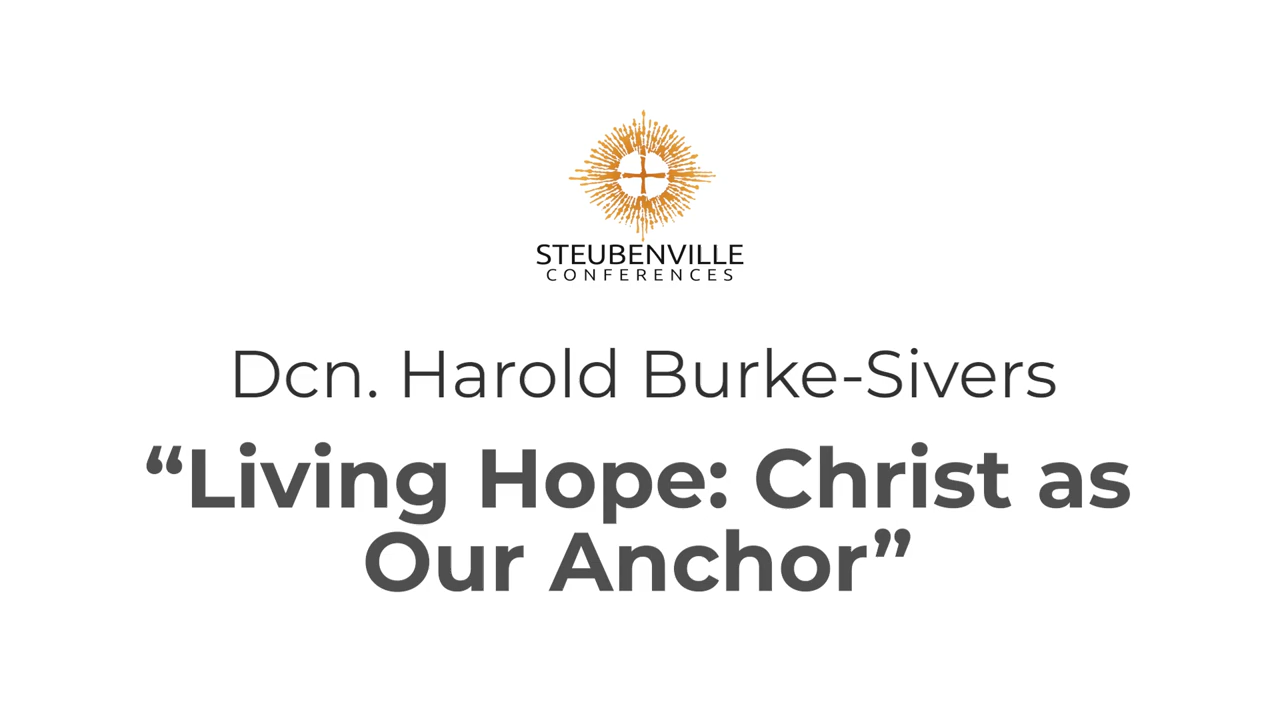 STEUBENVILLE
CONFERENCES
Dcn. Harold Burke-Sivers
“Living Hope: Christ as
Our Anchor”